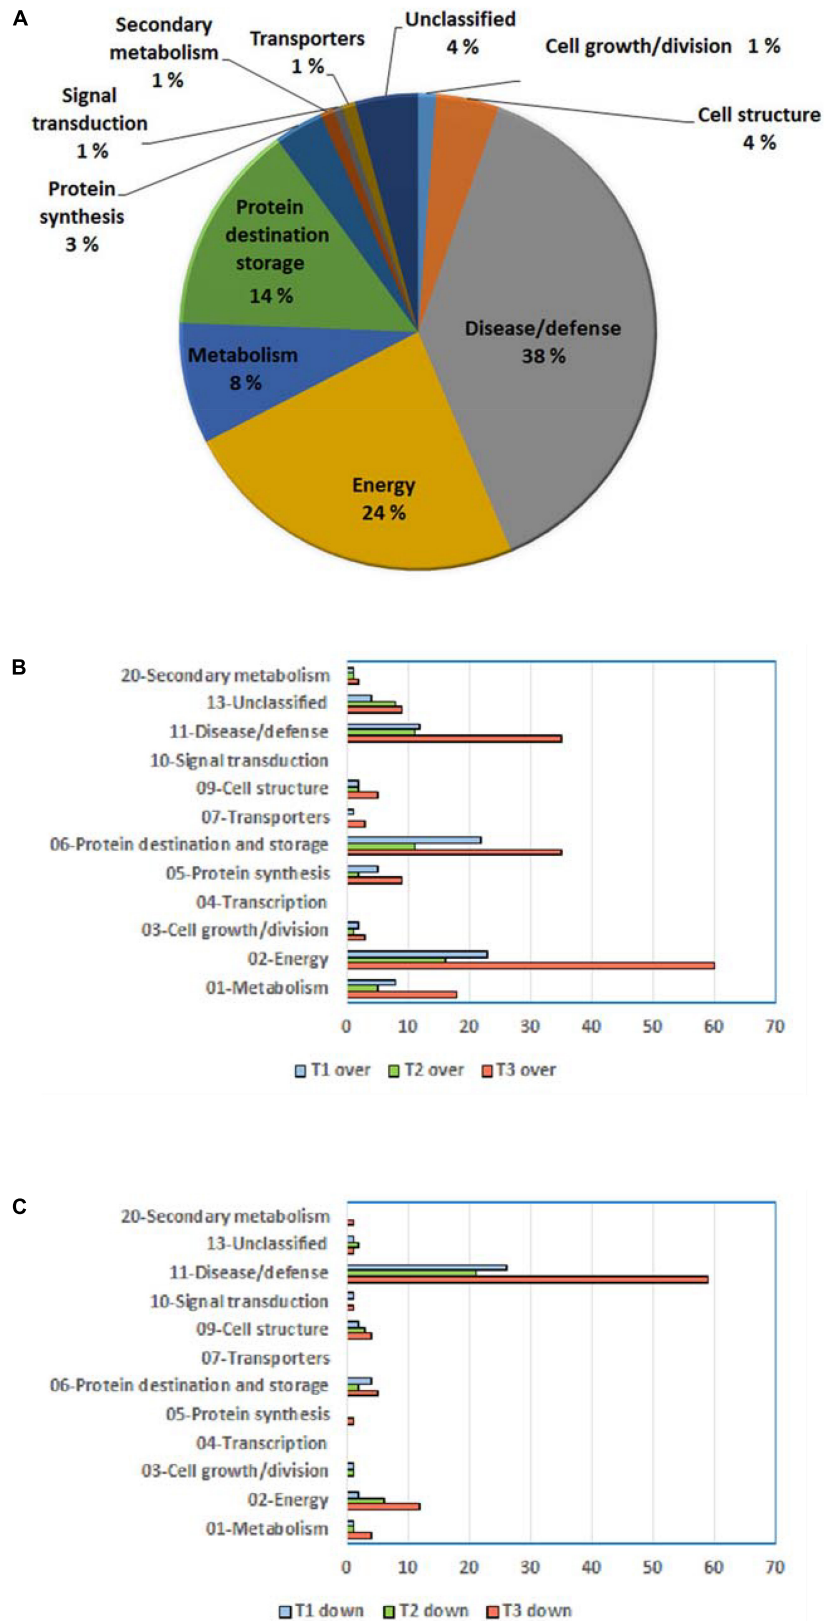 A
Secondary
metabolism
1 %
Transporters
1 %
Unclassified
4 %
Cell growth/division 1 %
Cell structure
4 %
Signal
transduction
1 %
Protein
synthesis
3 %
Protein
destination
storage
14 %
Metabolism
8 %
Disease/defense
38 %
Energy
24 %
B
20-Secondary metabolism
13-Unclassified
11-Disease/defense
10-Signal transduction
09-Cell structure
07-Transporters
06-Protein destination and storage
05-Protein synthesis
04-Transcription
03-Cell growth/division
02-Energy
01-Metabolism
0 10 20 30 40 50 60 70
T1 over T2 over T3 over
C
20-Secondary metabolism
13-Unclassified
11-Disease/defense
10-Signal transduction
09-Cell structure
07-Transporters
06-Protein destination and storage
05-Protein synthesis
04-Transcription
03-Cell growth/division
02-Energy
01-Metabolism
0 10 20 30 40 50 60 70
T1 down T2 down T3 down